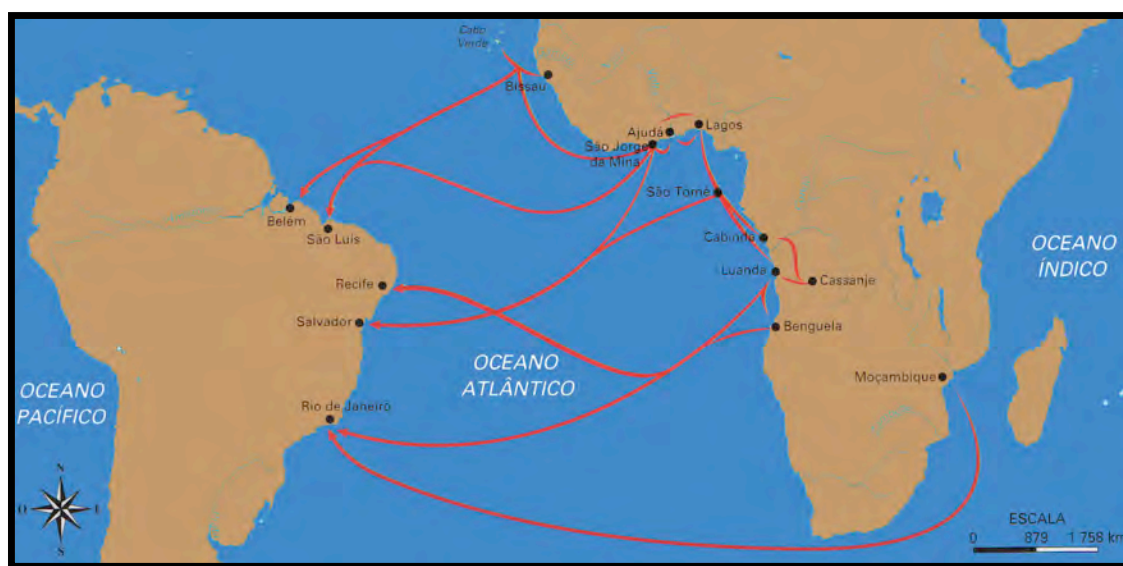 Cabo
Verde
Bissau
Ajudá
Lagos
São Jorge
da Mina
São Tomé
Belém
São Luís
Cabinda
OCEANO
ÍNDICO
Luanda
Cassanje
Recife
Salvador
Benguela
OCEANO
ATLÂNTICO
OCEANO
PACÍFICO
Moçambique
Rio de Janeiro
N
O
L
S
ESCALA
0 879 1 758 km